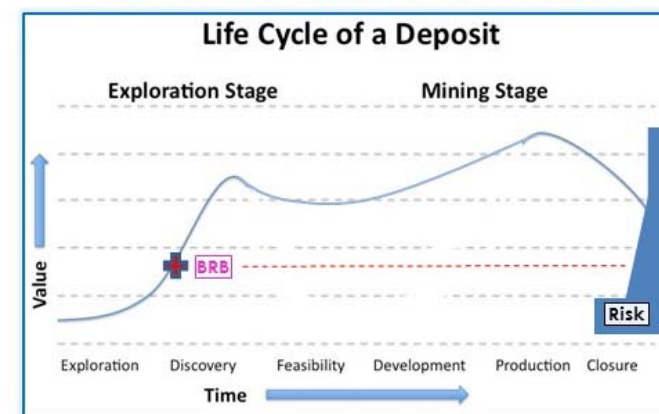 Life Cycle of a Deposit
Exploration Stage Mining Stage
Value
BRB
Risk
Exploration Discovery Feasibility Development Production Closure
Time